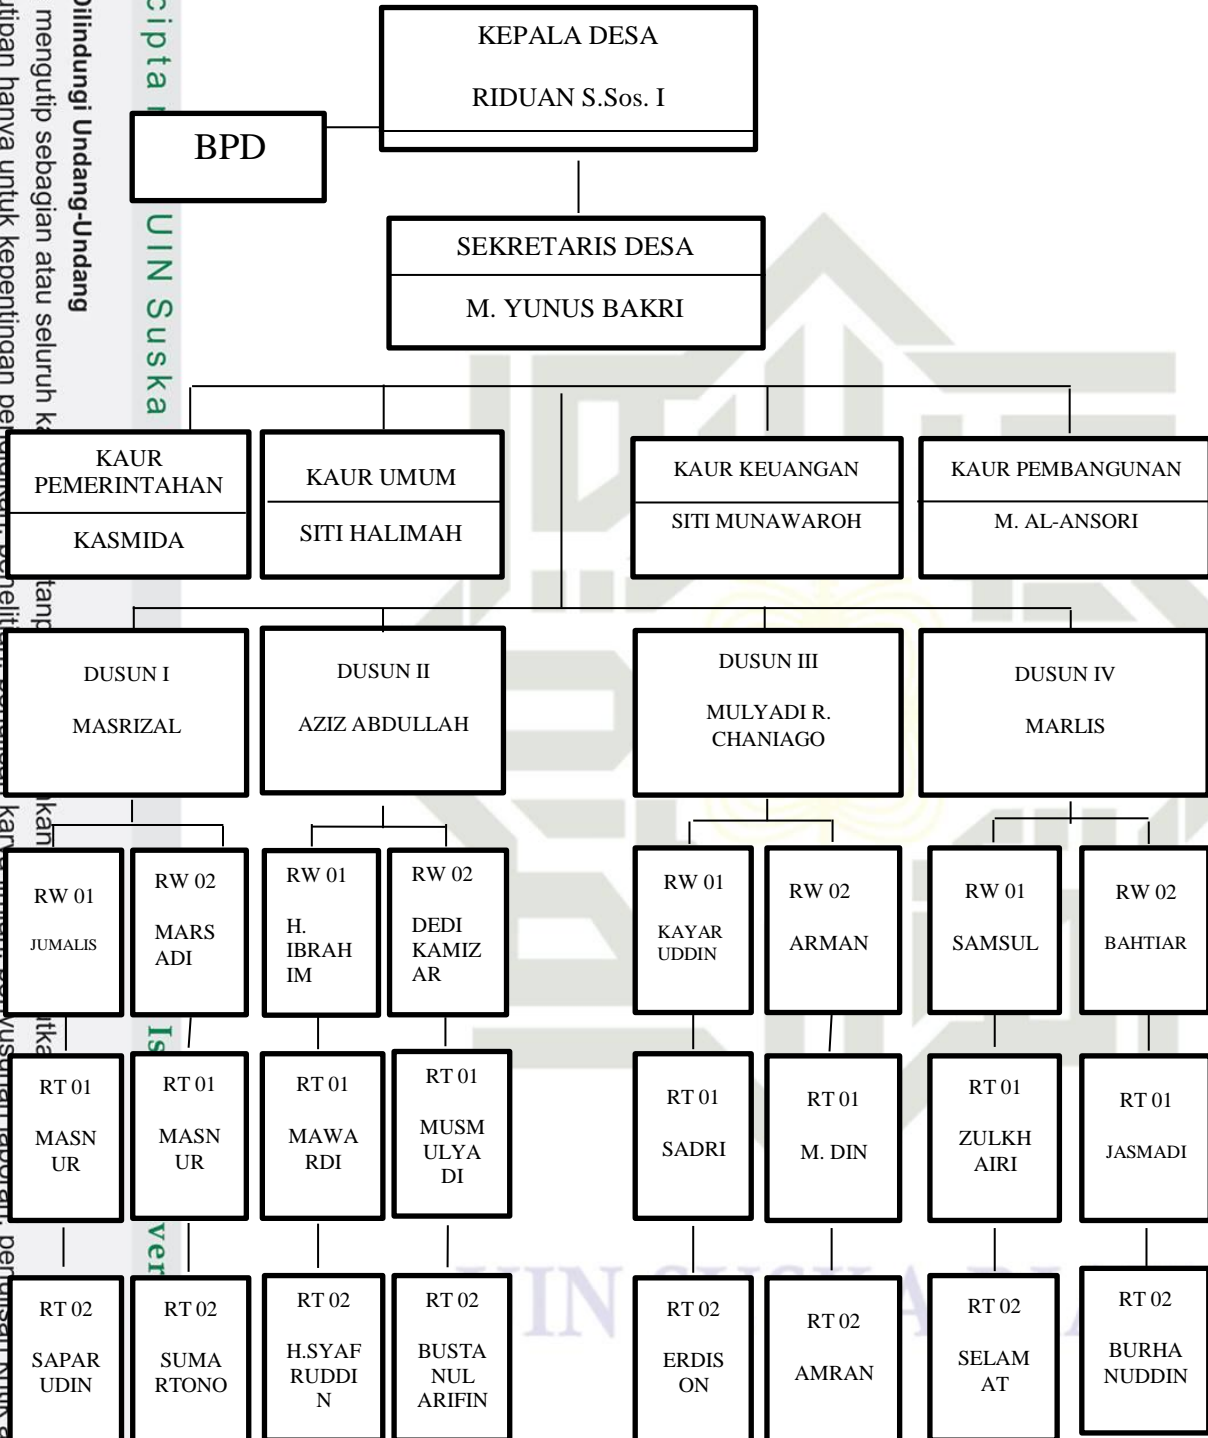 KEPALA DESA
RIDUAN S.Sos. I
BPD
SEKRETARIS DESA
M. YUNUS BAKRI
KAUR
PEMERINTAHAN
KASMIDA
KAUR UMUM
SITI HALIMAH
KAUR KEUANGAN
SITI MUNAWAROH
KAUR PEMBANGUNAN
M. AL-ANSORI
DUSUN I
MASRIZAL
DUSUN II
AZIZ ABDULLAH
DUSUN III
MULYADI R.
CHANIAGO
DUSUN IV
MARLIS
RW 01
JUMALIS
RW 02
MARS
ADI
RW 01
H.
IBRAH
IM
RW 02
DEDI
KAMIZ
AR
RW 01
KAYAR
UDDIN
RW 02
ARMAN
RW 01
SAMSUL
RW 02
BAHTIAR
RT 01
MASN
UR
RT 01
MASN
UR
RT 01
MAWA
RDI
RT 01
MUSM
ULYA
DI
RT 01
SADRI
RT 01
M. DIN
RT 01
ZULKH
AIRI
RT 01
JASMADI
RT 02
SAPAR
UDIN
RT 02
SUMA
RTONO
RT 02
H.SYAF
RUDDI
N
RT 02
BUSTA
NUL
ARIFIN
RT 02
ERDIS
ON
RT 02
AMRAN
RT 02
SELAM
AT
RT 02
BURHA
NUDDIN
cipta
UIN Suska
Dilindungi Undang-Undang
mengutip sebagian atau seluruh
hanya untuk kepentingan
UIN